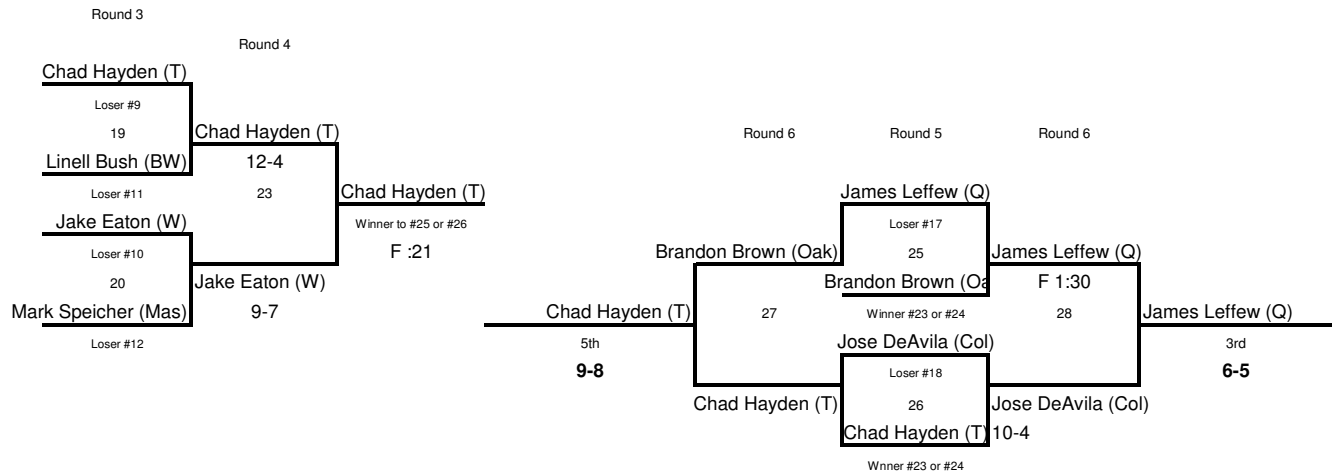 Round 3
Round 4
Chad Hayden (T)
Loser #9
19
Linell Bush (BW)
Loser #11
Jake Eaton (W)
Loser #10
20
Mark Speicher (Mas)
Loser #12
Chad Hayden (T)
12-4
23
Jake Eaton (W)
9-7
Chad Hayden (T)
Winner to #25 or #26
F :21
Round 6
Round 5
Round 6
Chad Hayden (T)
5th
9-8
Brandon Brown (Oak)
27
Chad Hayden (T)
James Leffew (Q)
Loser #17
25
Brandon Brown (Oa
Winner #23 or #24
Jose DeAvila (Col)
Loser #18
26
Chad Hayden (T)
Wnner #23 or #24
James Leffew (Q)
F 1:30
28
Jose DeAvila (Col)
10-4
James Leffew (Q)
3rd
6-5